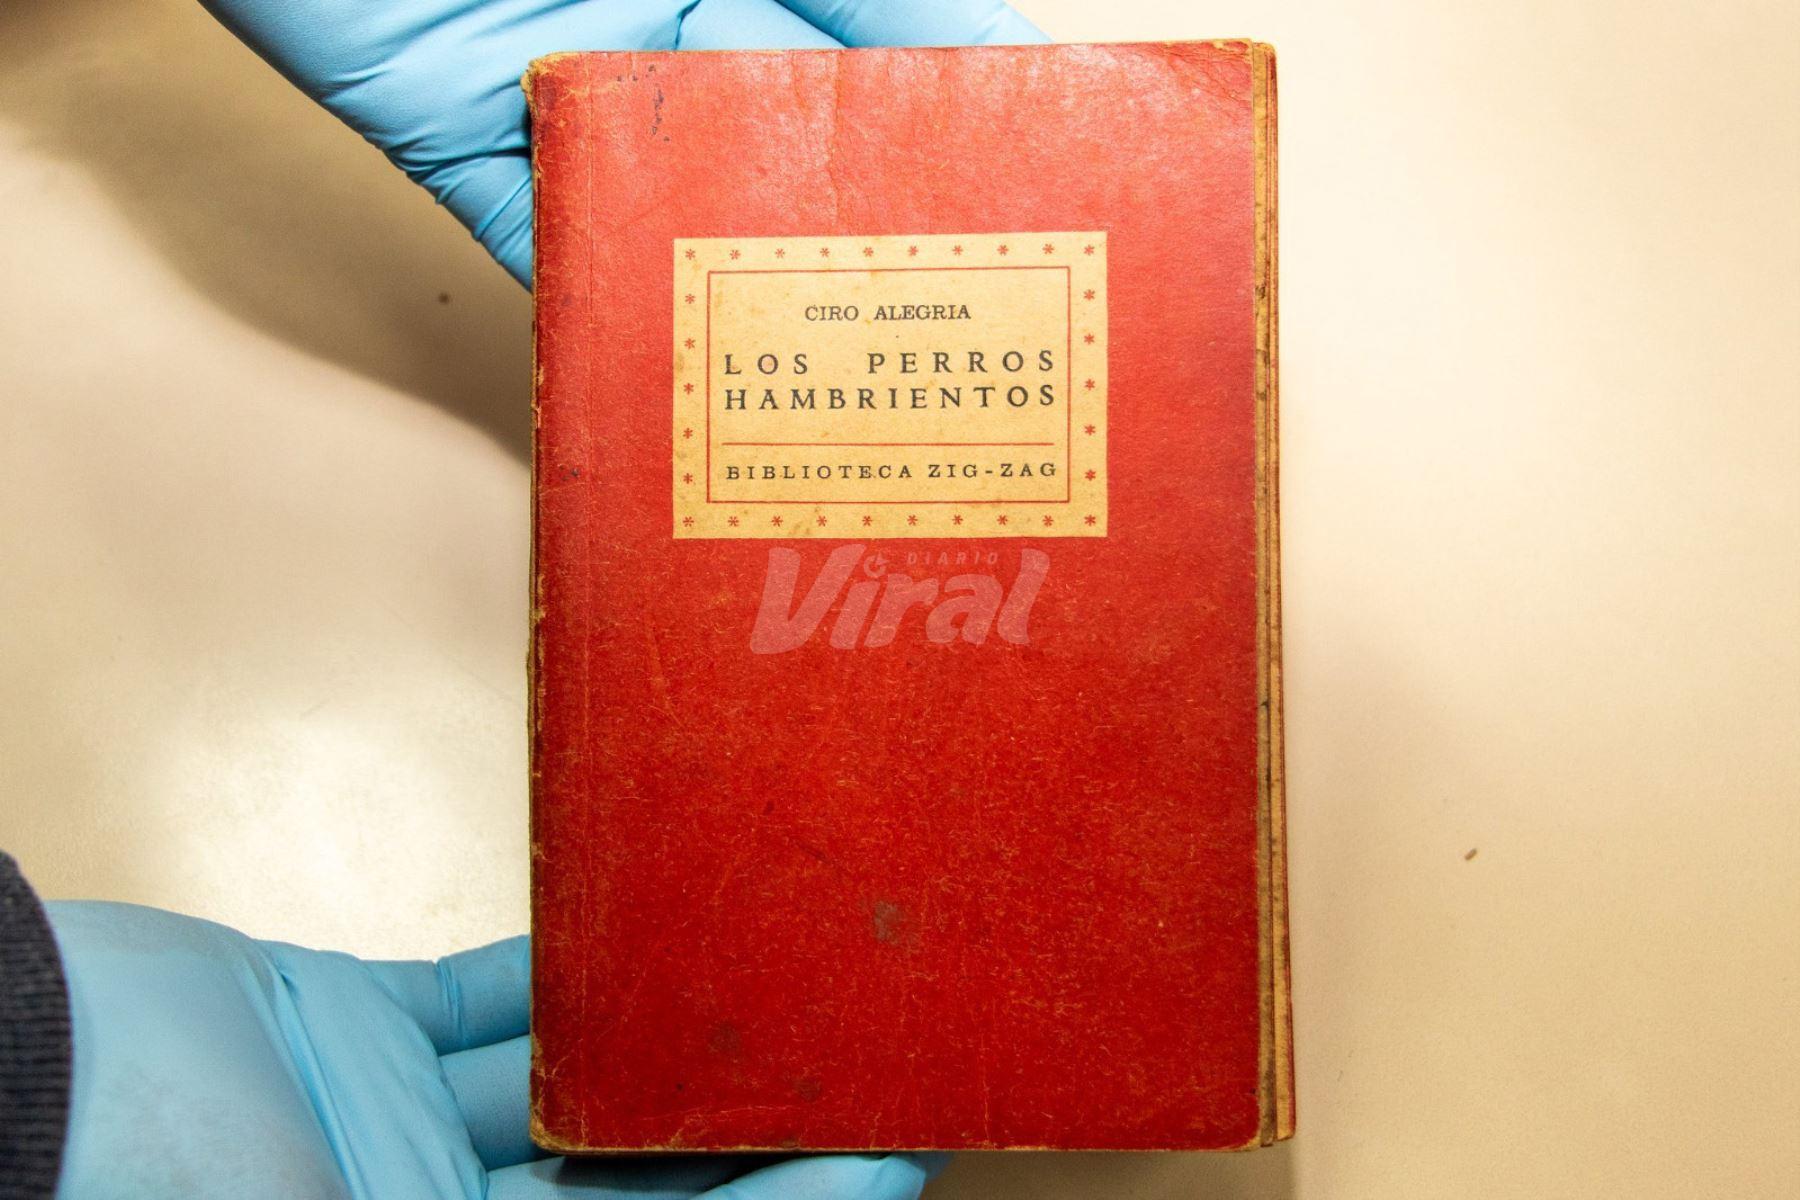 CIRO ALEGRIA
LOS PERROS
HAMBRIENTOS
BIBLIOTECA ZIG-ZAG
DIARIO
Viral